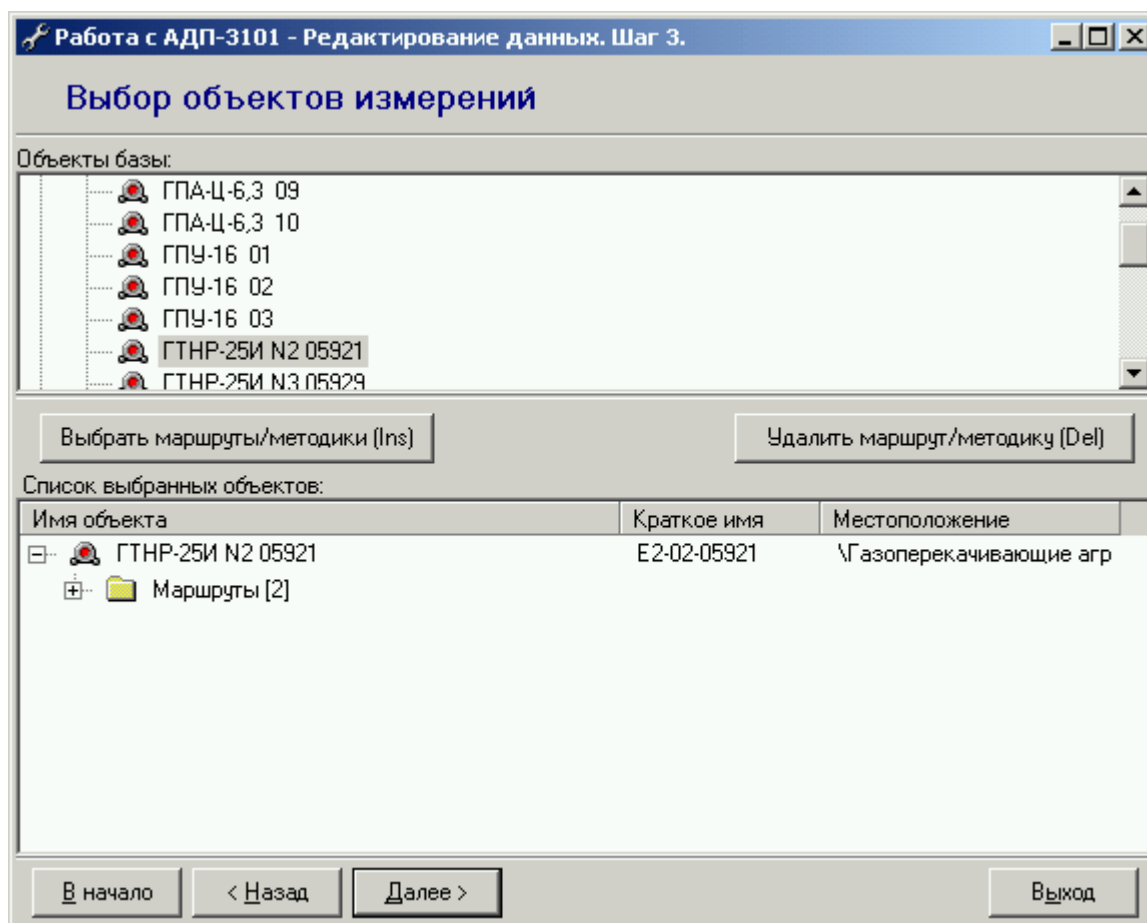 Работа с АДП-3101 - Редактирование данных. Шаг 3.
Выбор объектов измерений
Объекты базы:
ГПА-Ц-6,3 09
ГПА-Ц-6,3 10
ГПУ-16 01
ГПУ-16 02
ГПУ-16 03
ГТНР-25И N2 05921
ГТНР-25И N3 05929
Выбрать маршруты/методики (Ins) Удалить маршрут/методику (Del)
Список выбранных объектов:
Имя объекта Краткое имя Местоположение
ГТНР-25И N2 05921 E2-02-05921 \Газоперекачивающие агр
Маршруты [2]
В начало < Назад Далее > Выход